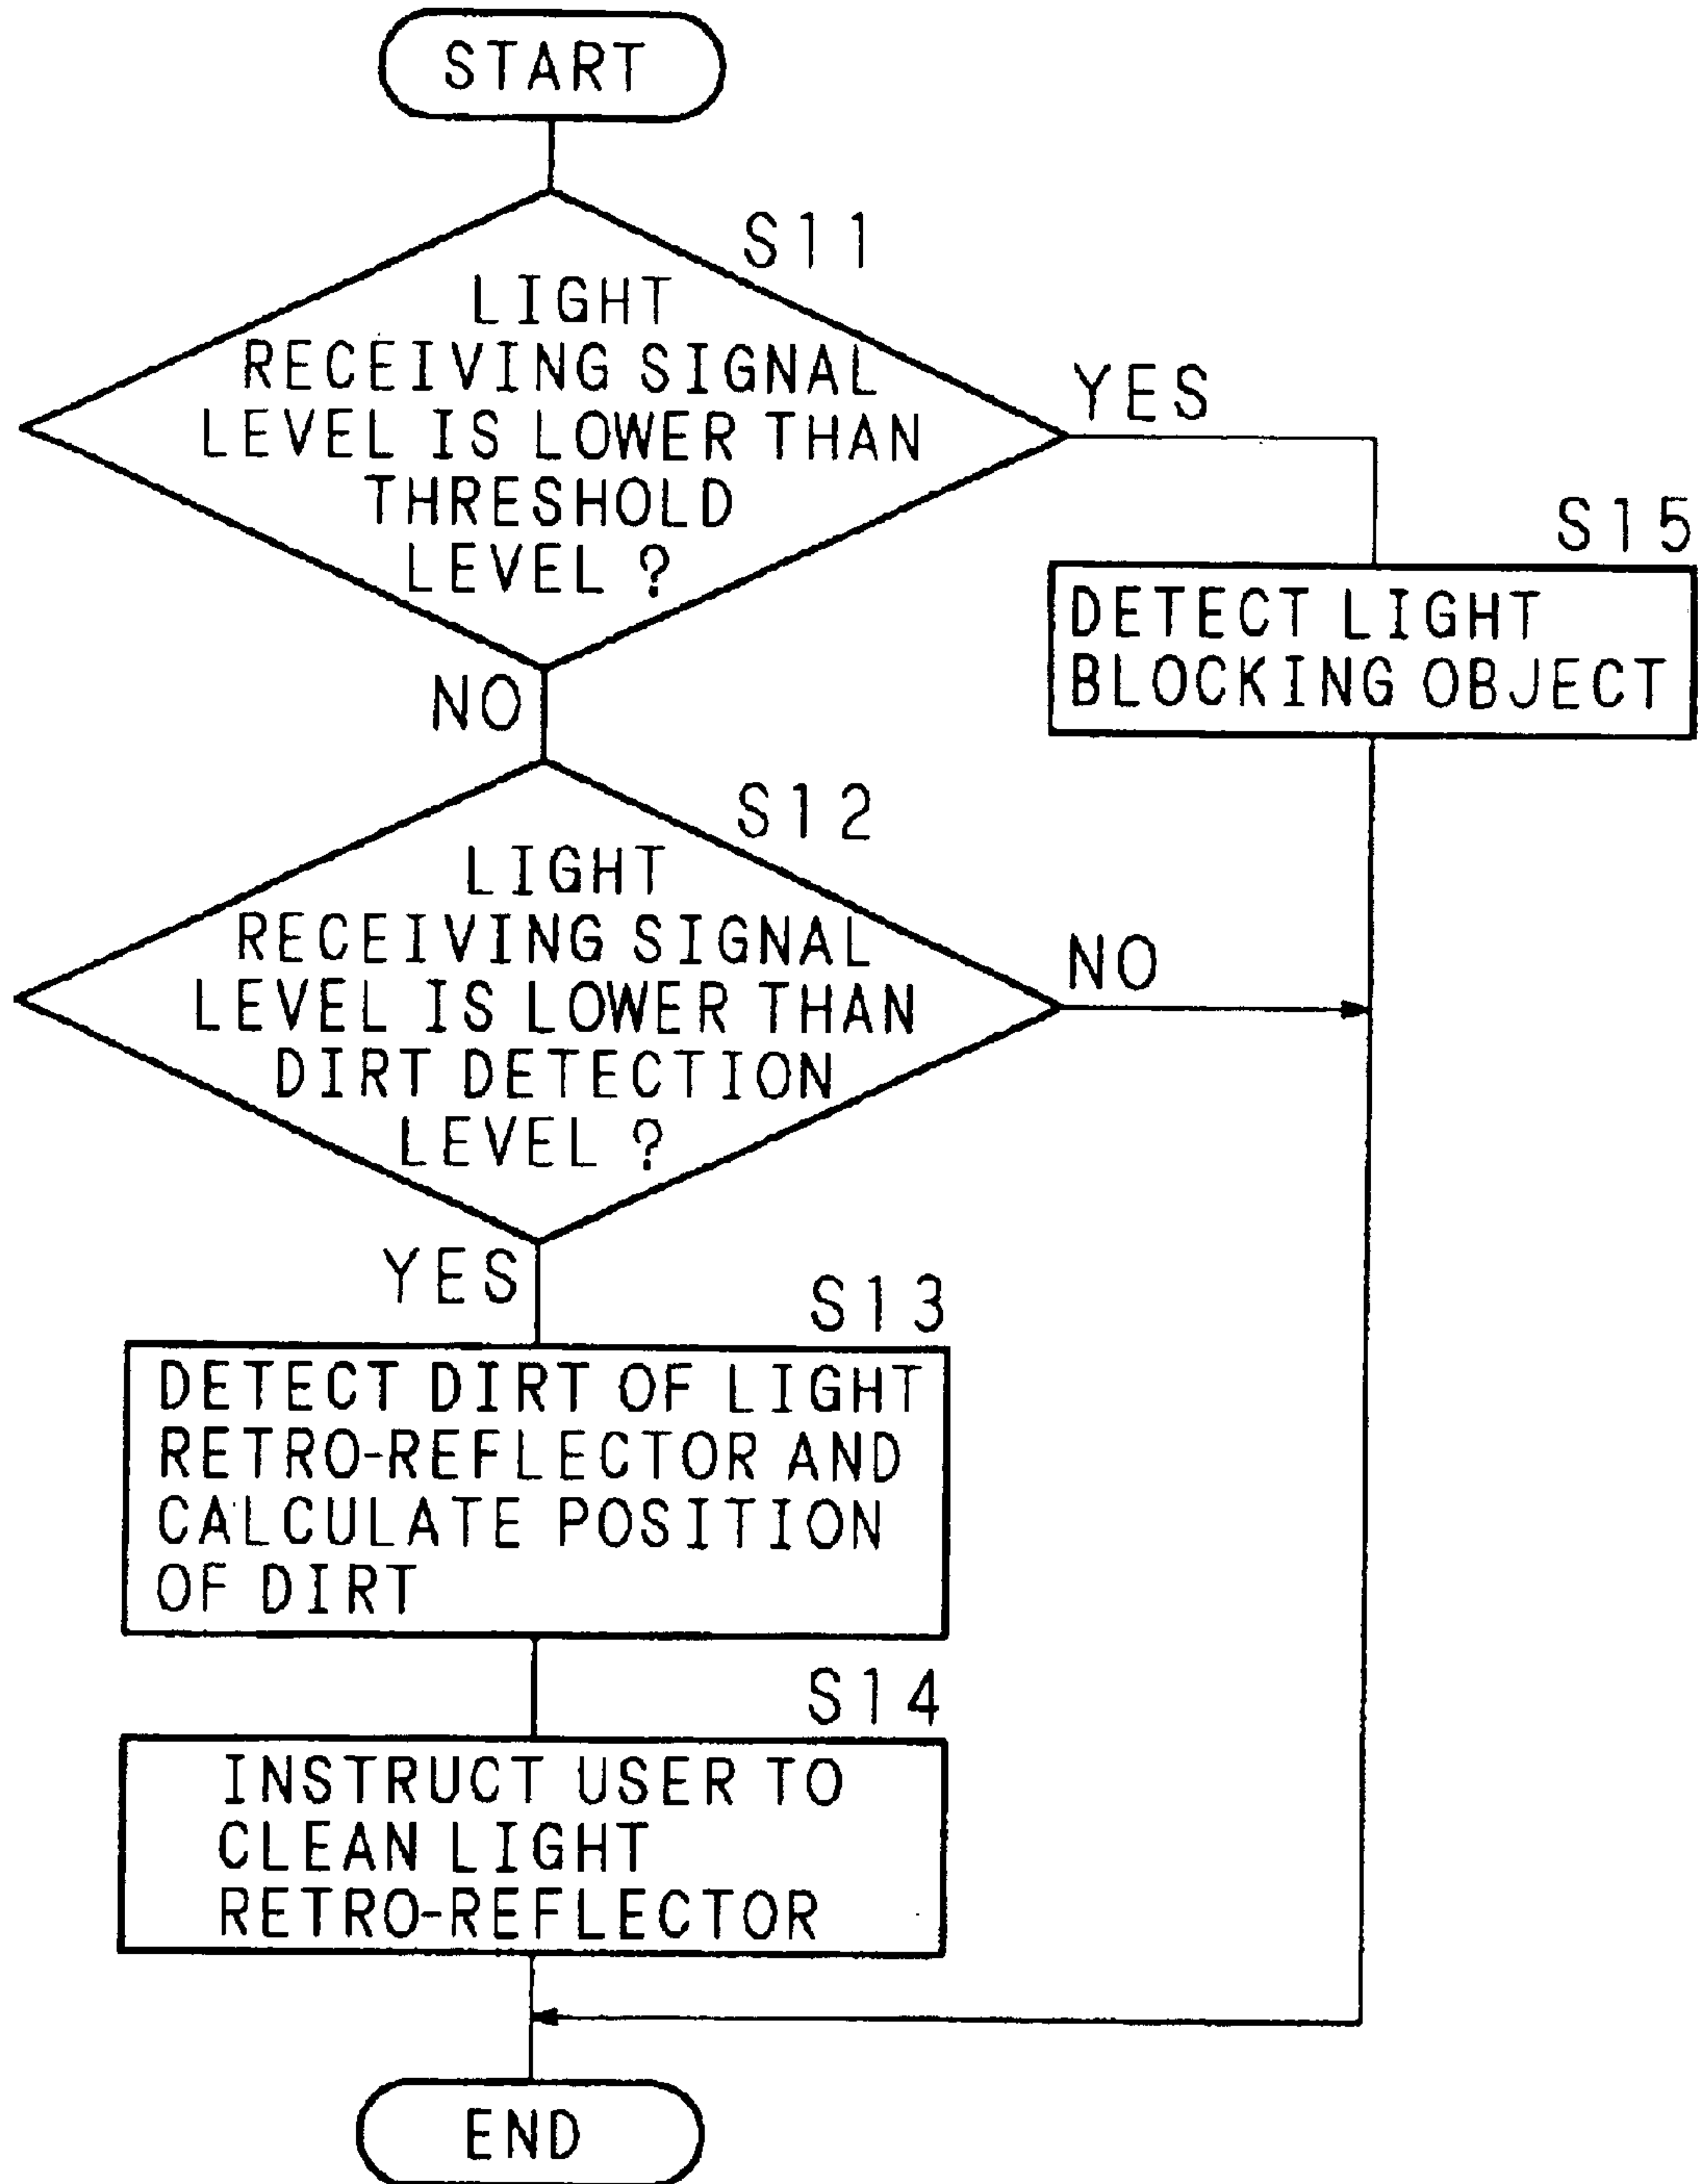 START
S11
LIGHT
RECEIVING SIGNAL
LEVEL IS LOWER THAN
THRESHOLD
LEVEL ?
YES
S15
DETECT LIGHT
BLOCKING OBJECT
NO
S12
LIGHT
RECEIVING SIGNAL
LEVEL IS LOWER THAN
DIRT DETECTION
LEVEL ?
NO
YES
S13
DETECT DIRT OF LIGHT
RETRO-REFLECTOR AND
CALCULATE POSITION
OF DIRT
S14
INSTRUCT USER TO
CLEAN LIGHT
RETRO-REFLECTOR
END